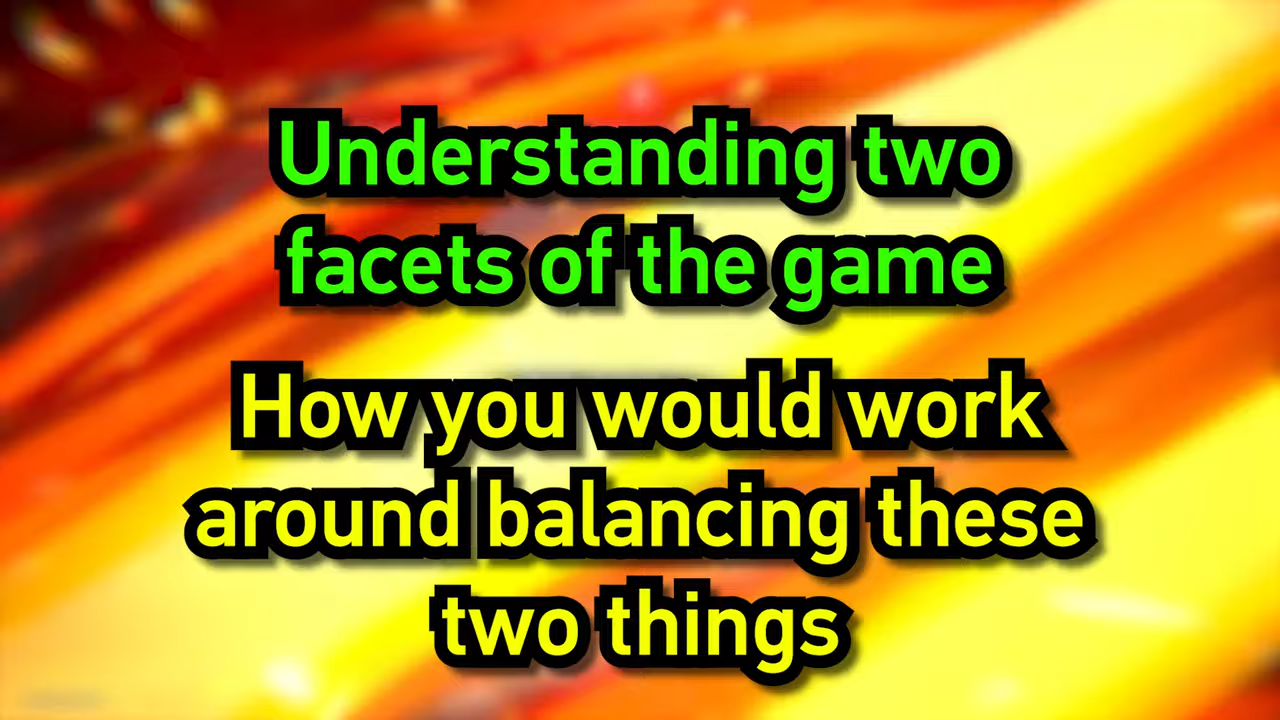 Understanding two
facets of the game
How you would work
around balancing these
two things